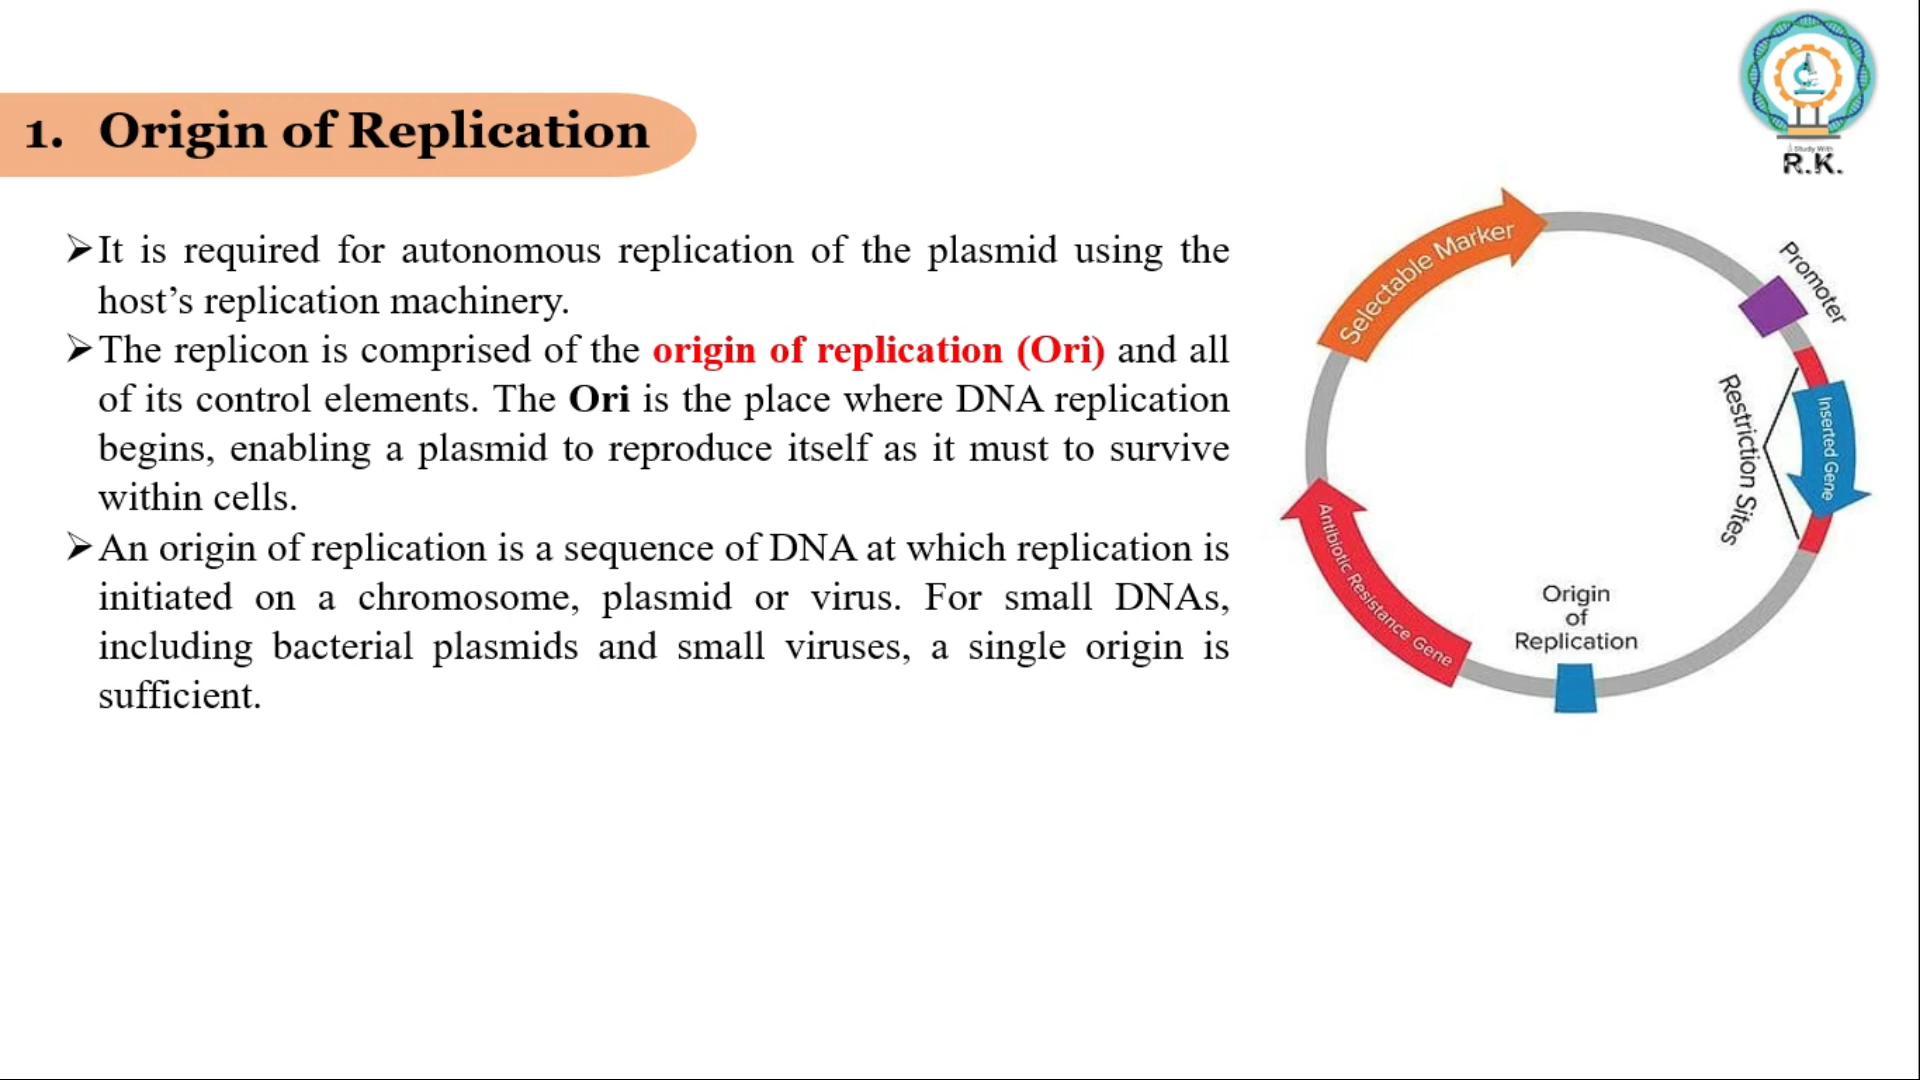 1. Origin of Replication
Study With
R.K.
➢It is required for autonomous replication of the plasmid using the
host’s replication machinery.
➢The replicon is comprised of the origin of replication (Ori) and all
of its control elements. The Ori is the place where DNA replication
begins, enabling a plasmid to reproduce itself as it must to survive
within cells.
➢An origin of replication is a sequence of DNA at which replication is
initiated on a chromosome, plasmid or virus. For small DNAs,
including bacterial plasmids and small viruses, a single origin is
sufficient.
Selectable Marker
Promoter
Restriction Sites
Inserted Gene
Antibiotic Resistance Gene
Origin
of
Replication